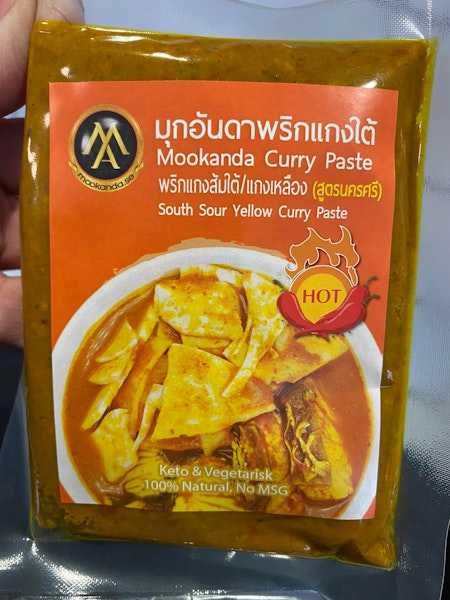 MA
mookanda.se
มุกอันดาพริกแกงใต้
Mookanda Curry Paste
พริกแกงส้มใต้/แกงเหลือง (สูตรนครศรี)
South Sour Yellow Curry Paste
HOT
Keto & Vegetarisk
100% Natural, No MSG